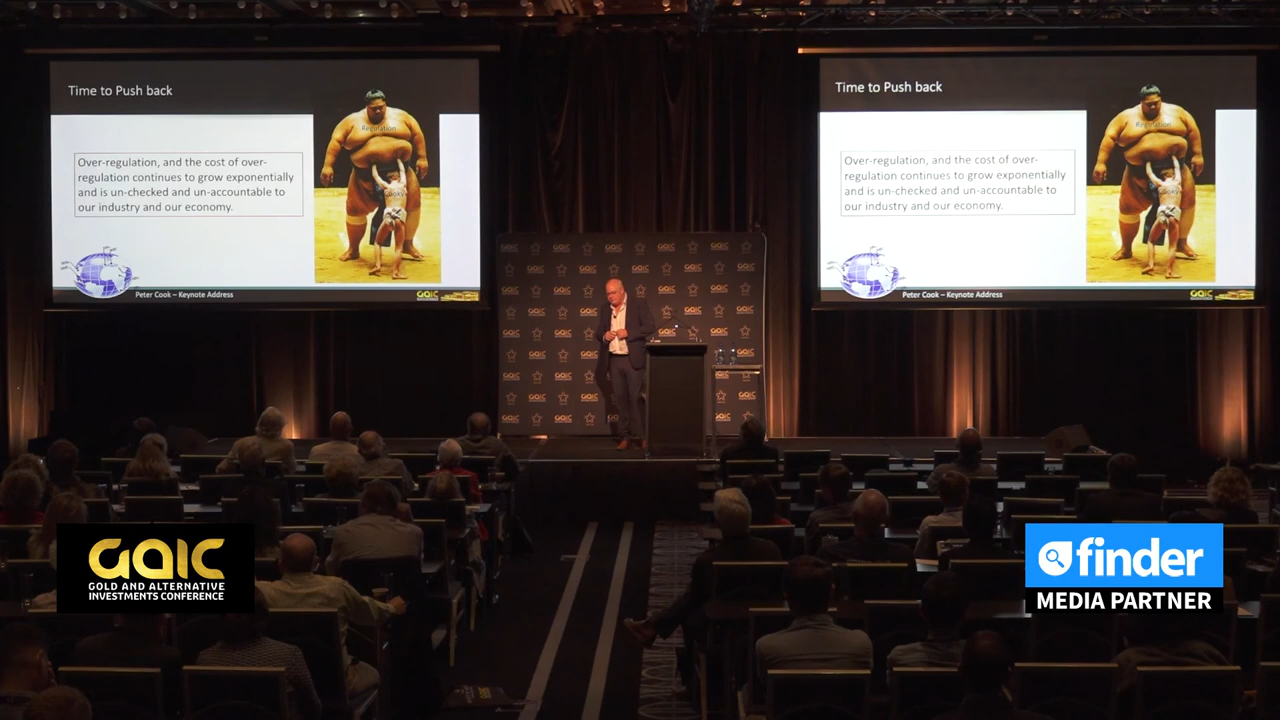 Time to Push back
Regulation
Over-regulation, and the cost of over-
regulation continues to grow exponentially
and is un-checked and un-accountable to
our industry and our economy.
Peter Cook – Keynote Address
GAIC
Time to Push back
Regulation
Over-regulation, and the cost of over-
regulation continues to grow exponentially
and is un-checked and un-accountable to
our industry and our economy.
Peter Cook – Keynote Address
GAIC
GAIC
GOLD AND ALTERNATIVE
INVESTMENTS CONFERENCE
finder
MEDIA PARTNER